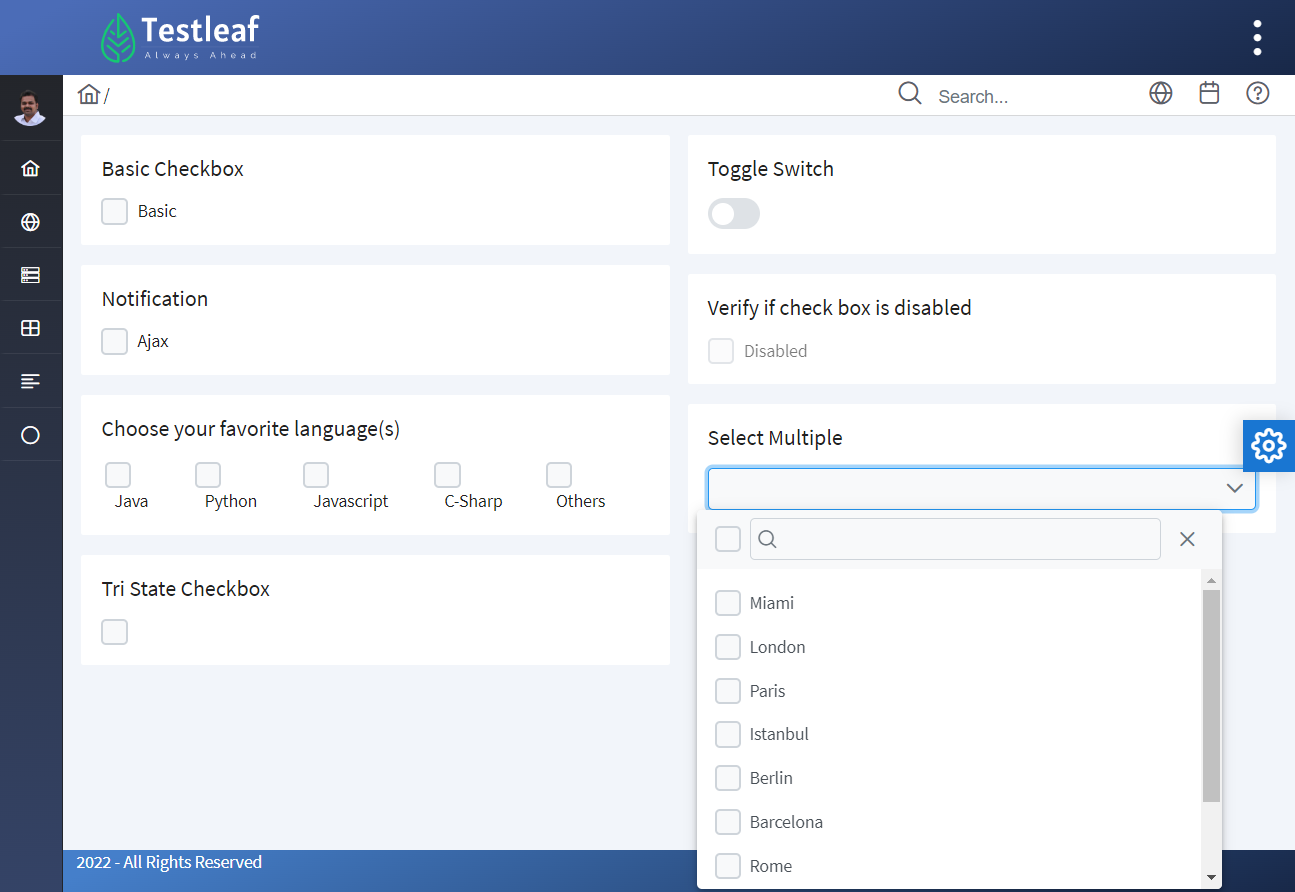 Testleaf
Always Ahead
/
Search...
Basic Checkbox
Basic
Notification
Ajax
Choose your favorite language(s)
Java Python Javascript C-Sharp Others
Tri State Checkbox
Toggle Switch
Verify if check box is disabled
Disabled
Select Multiple
Miami
London
Paris
Istanbul
Berlin
Barcelona
Rome
2022 - All Rights Reserved